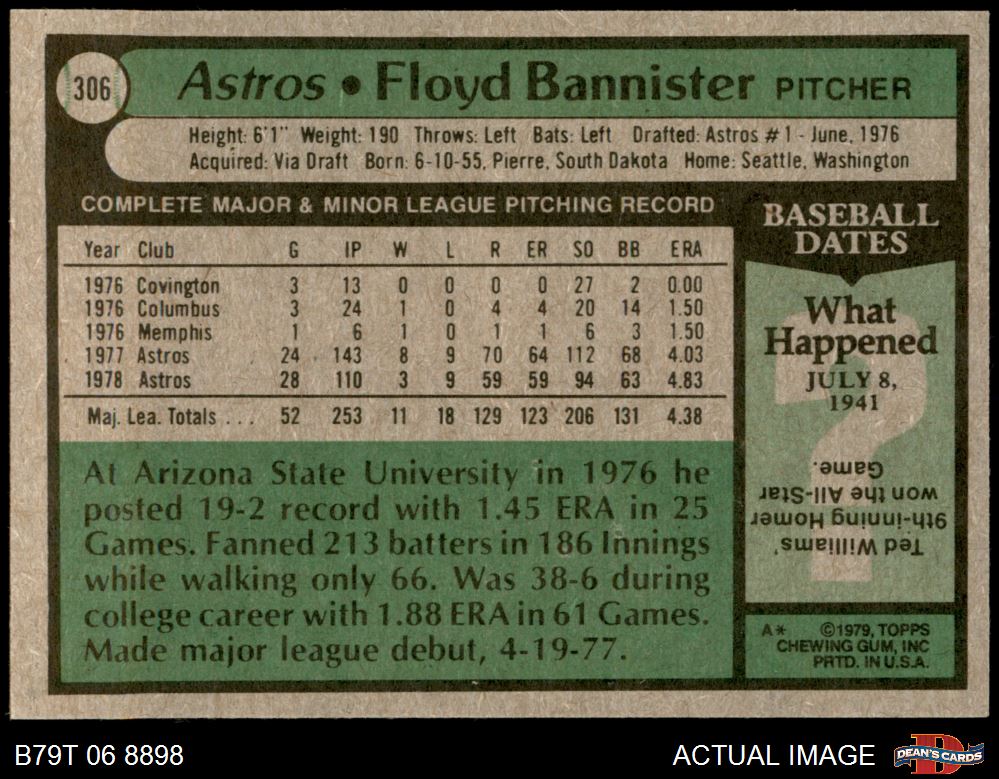 306
Astros • Floyd Bannister PITCHER
Height: 6'1" Weight: 190 Throws: Left Bats: Left Drafted: Astros #1 - June, 1976
Acquired: Via Draft Born: 6-10-55, Pierre, South Dakota Home: Seattle, Washington
COMPLETE MAJOR & MINOR LEAGUE PITCHING RECORD
Year Club G IP W L R ER SO BB ERA
1976 Covington 3 13 0 0 0 0 27 2 0.00
1976 Columbus 3 24 1 0 4 4 20 14 1.50
1976 Memphis 1 6 1 0 1 1 6 3 1.50
1977 Astros 24 143 8 9 70 64 112 68 4.03
1978 Astros 28 110 3 9 59 59 94 63 4.83
Maj. Lea. Totals . . . 52 253 11 18 129 123 206 131 4.38
At Arizona State University in 1976 he
posted 19-2 record with 1.45 ERA in 25
Games. Fanned 213 batters in 186 Innings
while walking only 66. Was 38-6 during
college career with 1.88 ERA in 61 Games.
Made major league debut, 4-19-77.
BASEBALL
DATES
What
Happened
JULY 8,
1941
?
Ted Williams'
9th-inning Homer
won the All-Star
Game.
A* ©1979, TOPPS
CHEWING GUM, INC
PRTD. IN U.S.A.
B79T 06 8898
ACTUAL IMAGE
D
DEAN'S CARDS